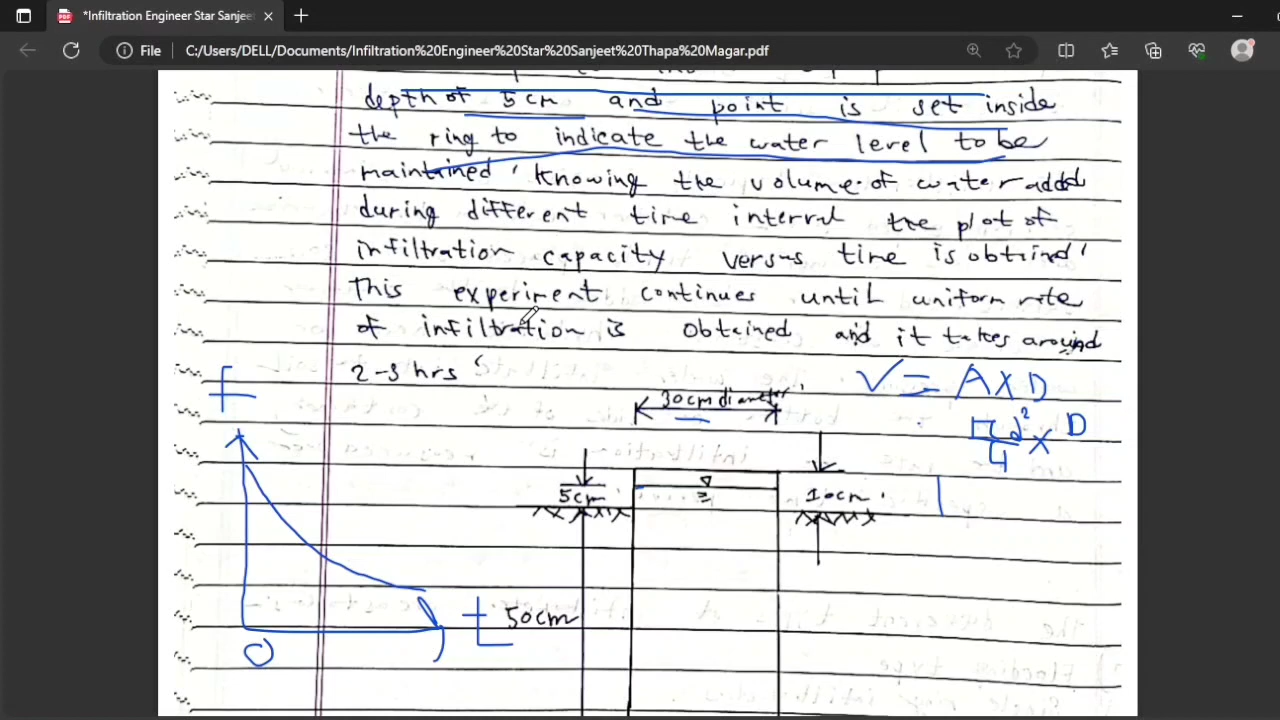 *Infiltration Engineer Star Sanjee
File
C:/Users/DELL/Documents/Infiltration%20Engineer%20Star%20Sanjeet%20Thapa%20Magar.pdf
depth of 5cm and point is set inside
the ring to indicate the water level to be
maintained. Knowing the volume of water added
during different time interval the plot of
infiltration capacity versus time is obtained.
This experiment continues until uniform rate
of infiltration is obtained and it takes around
2-3 hrs.
V = A X D
πd²/4 x D
f
30cm diameter
5cm
10cm
0
t
50cm